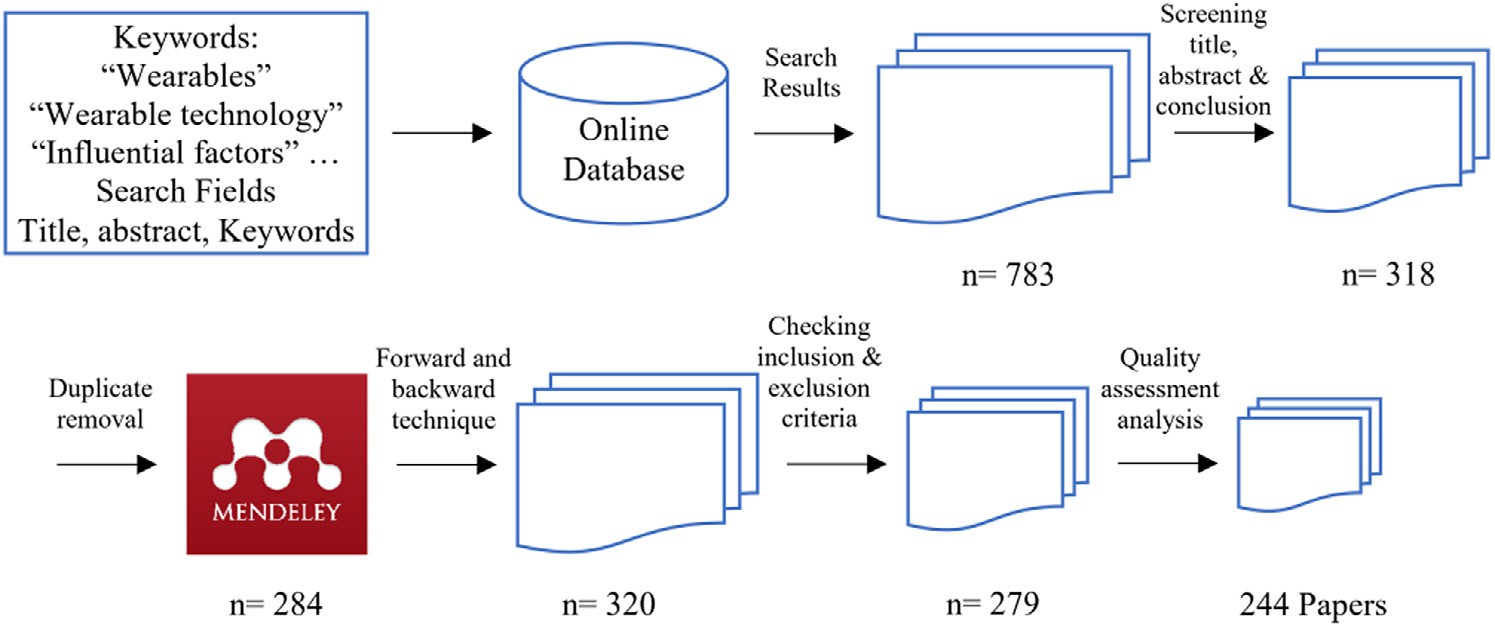 Keywords:
“Wearables”
“Wearable technology”
“Influential factors” …
Search Fields
Title, abstract, Keywords
Online
Database
Search
Results
n= 783
Screening
title,
abstract &
conclusion
n= 318
Duplicate
removal
MENDELEY
n= 284
Forward and
backward
technique
n= 320
Checking
inclusion &
exclusion
criteria
n= 279
Quality
assessment
analysis
244 Papers